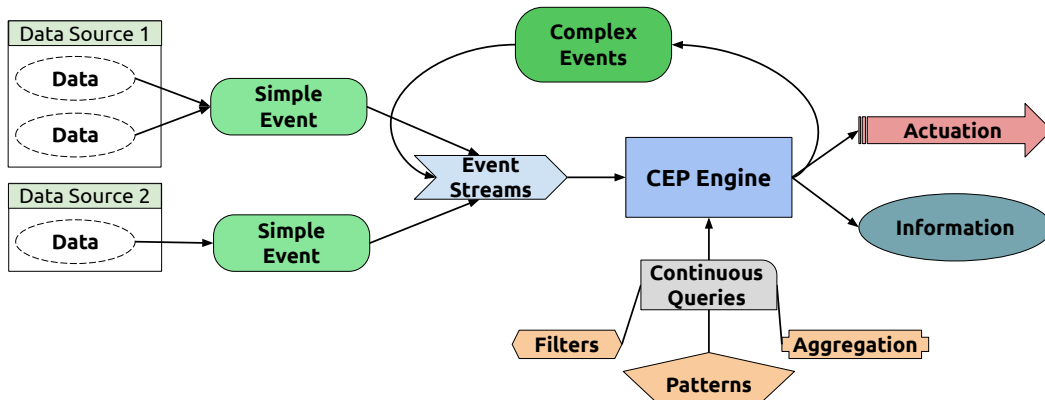 Data Source 1
Data
Data
Simple
Event
Complex
Events
Actuation
Event
Streams
CEP Engine
Data Source 2
Data
Simple
Event
Information
Continuous
Queries
Filters
Aggregation
Patterns